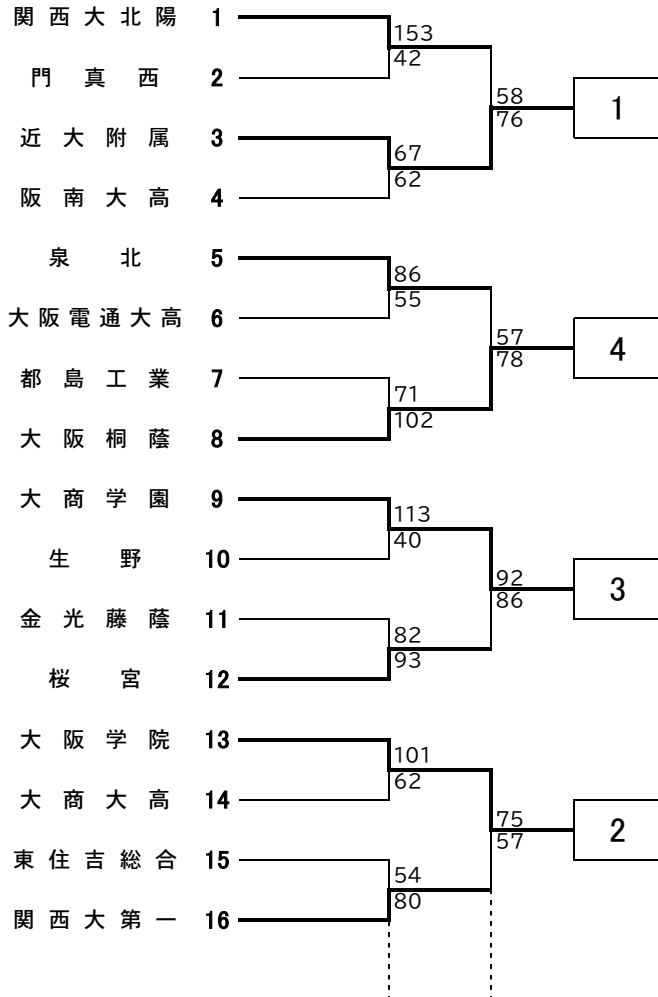 関西大北陽 1
153
42
門真西 2
58
76
1
近大附属 3
67
62
阪南大高 4
泉北 5
86
55
大阪電通大高 6
57
78
4
都島工業 7
71
102
大阪桐蔭 8
大商学園 9
113
40
生野 10
92
86
3
金光藤蔭 11
82
93
桜宮 12
大阪学院 13
101
62
大商大高 14
75
57
2
東住吉総合 15
54
80
関西大第一 16